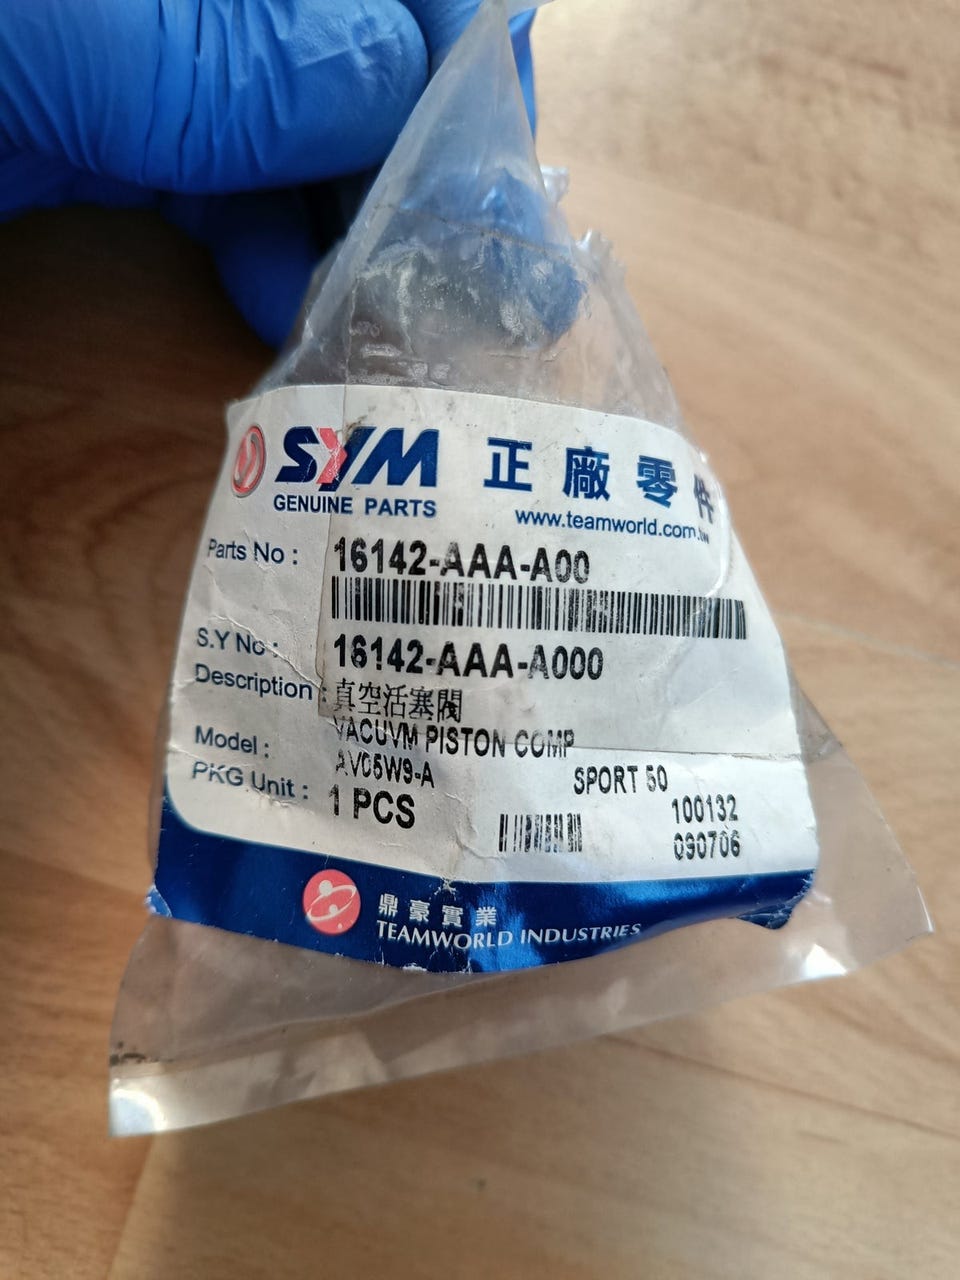 SYM 正廠零件
GENUINE PARTS
www.teamworld.com.tw
Parts No : 16142-AAA-A00
S.Y No : 16142-AAA-A000
Description : 真空活塞閥
VACUVM PISTON COMP
Model : AV05W9-A SPORT 50
PKG Unit : 1 PCS 100132
090706
鼎豪實業
TEAMWORLD INDUSTRIES